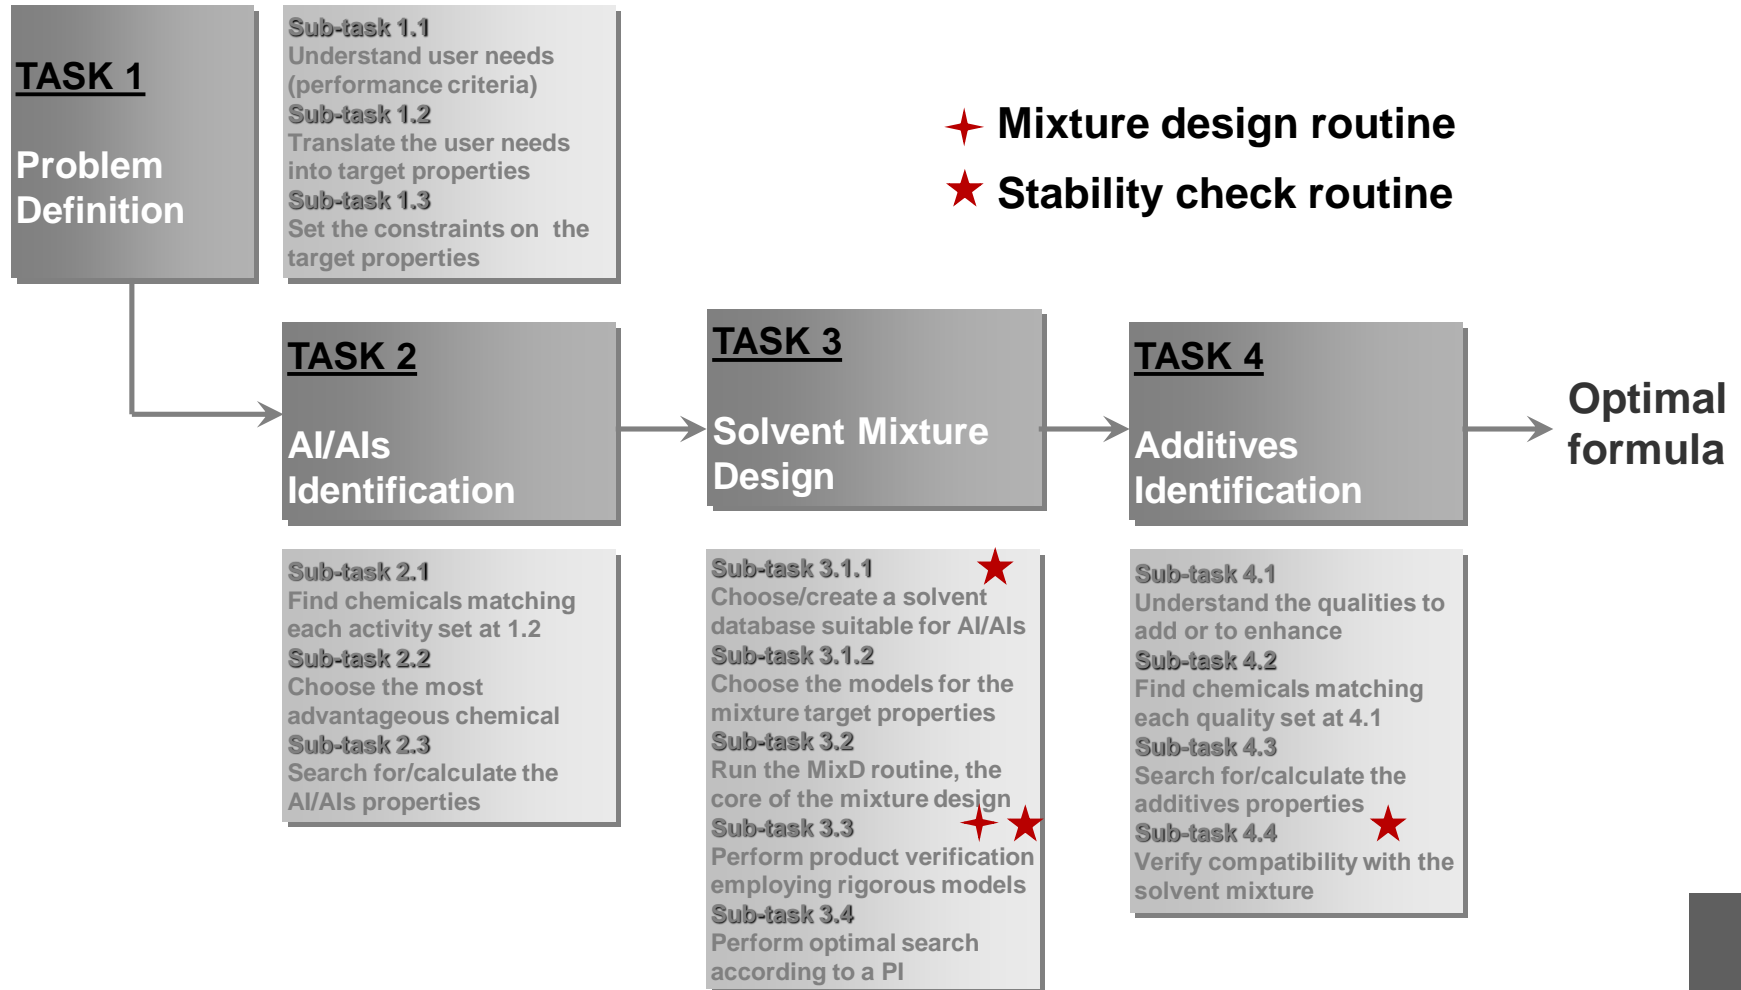 TASK 1
Problem
Definition
Sub-task 1.1
Understand user needs
(performance criteria)
Sub-task 1.2
Translate the user needs
into target properties
Sub-task 1.3
Set the constraints on the
target properties
Mixture design routine
Stability check routine
TASK 2
AI/AIs
Identification
Sub-task 2.1
Find chemicals matching
each activity set at 1.2
Sub-task 2.2
Choose the most
advantageous chemical
Sub-task 2.3
Search for/calculate the
AI/AIs properties
TASK 3
Solvent Mixture
Design
Sub-task 3.1.1
Choose/create a solvent
database suitable for AI/AIs
Sub-task 3.1.2
Choose the models for the
mixture target properties
Sub-task 3.2
Run the MixD routine, the
core of the mixture design
Sub-task 3.3
Perform product verification
employing rigorous models
Sub-task 3.4
Perform optimal search
according to a PI
TASK 4
Additives
Identification
Sub-task 4.1
Understand the qualities to
add or to enhance
Sub-task 4.2
Find chemicals matching
each quality set at 4.1
Sub-task 4.3
Search for/calculate the
additives properties
Sub-task 4.4
Verify compatibility with the
solvent mixture
Optimal
formula